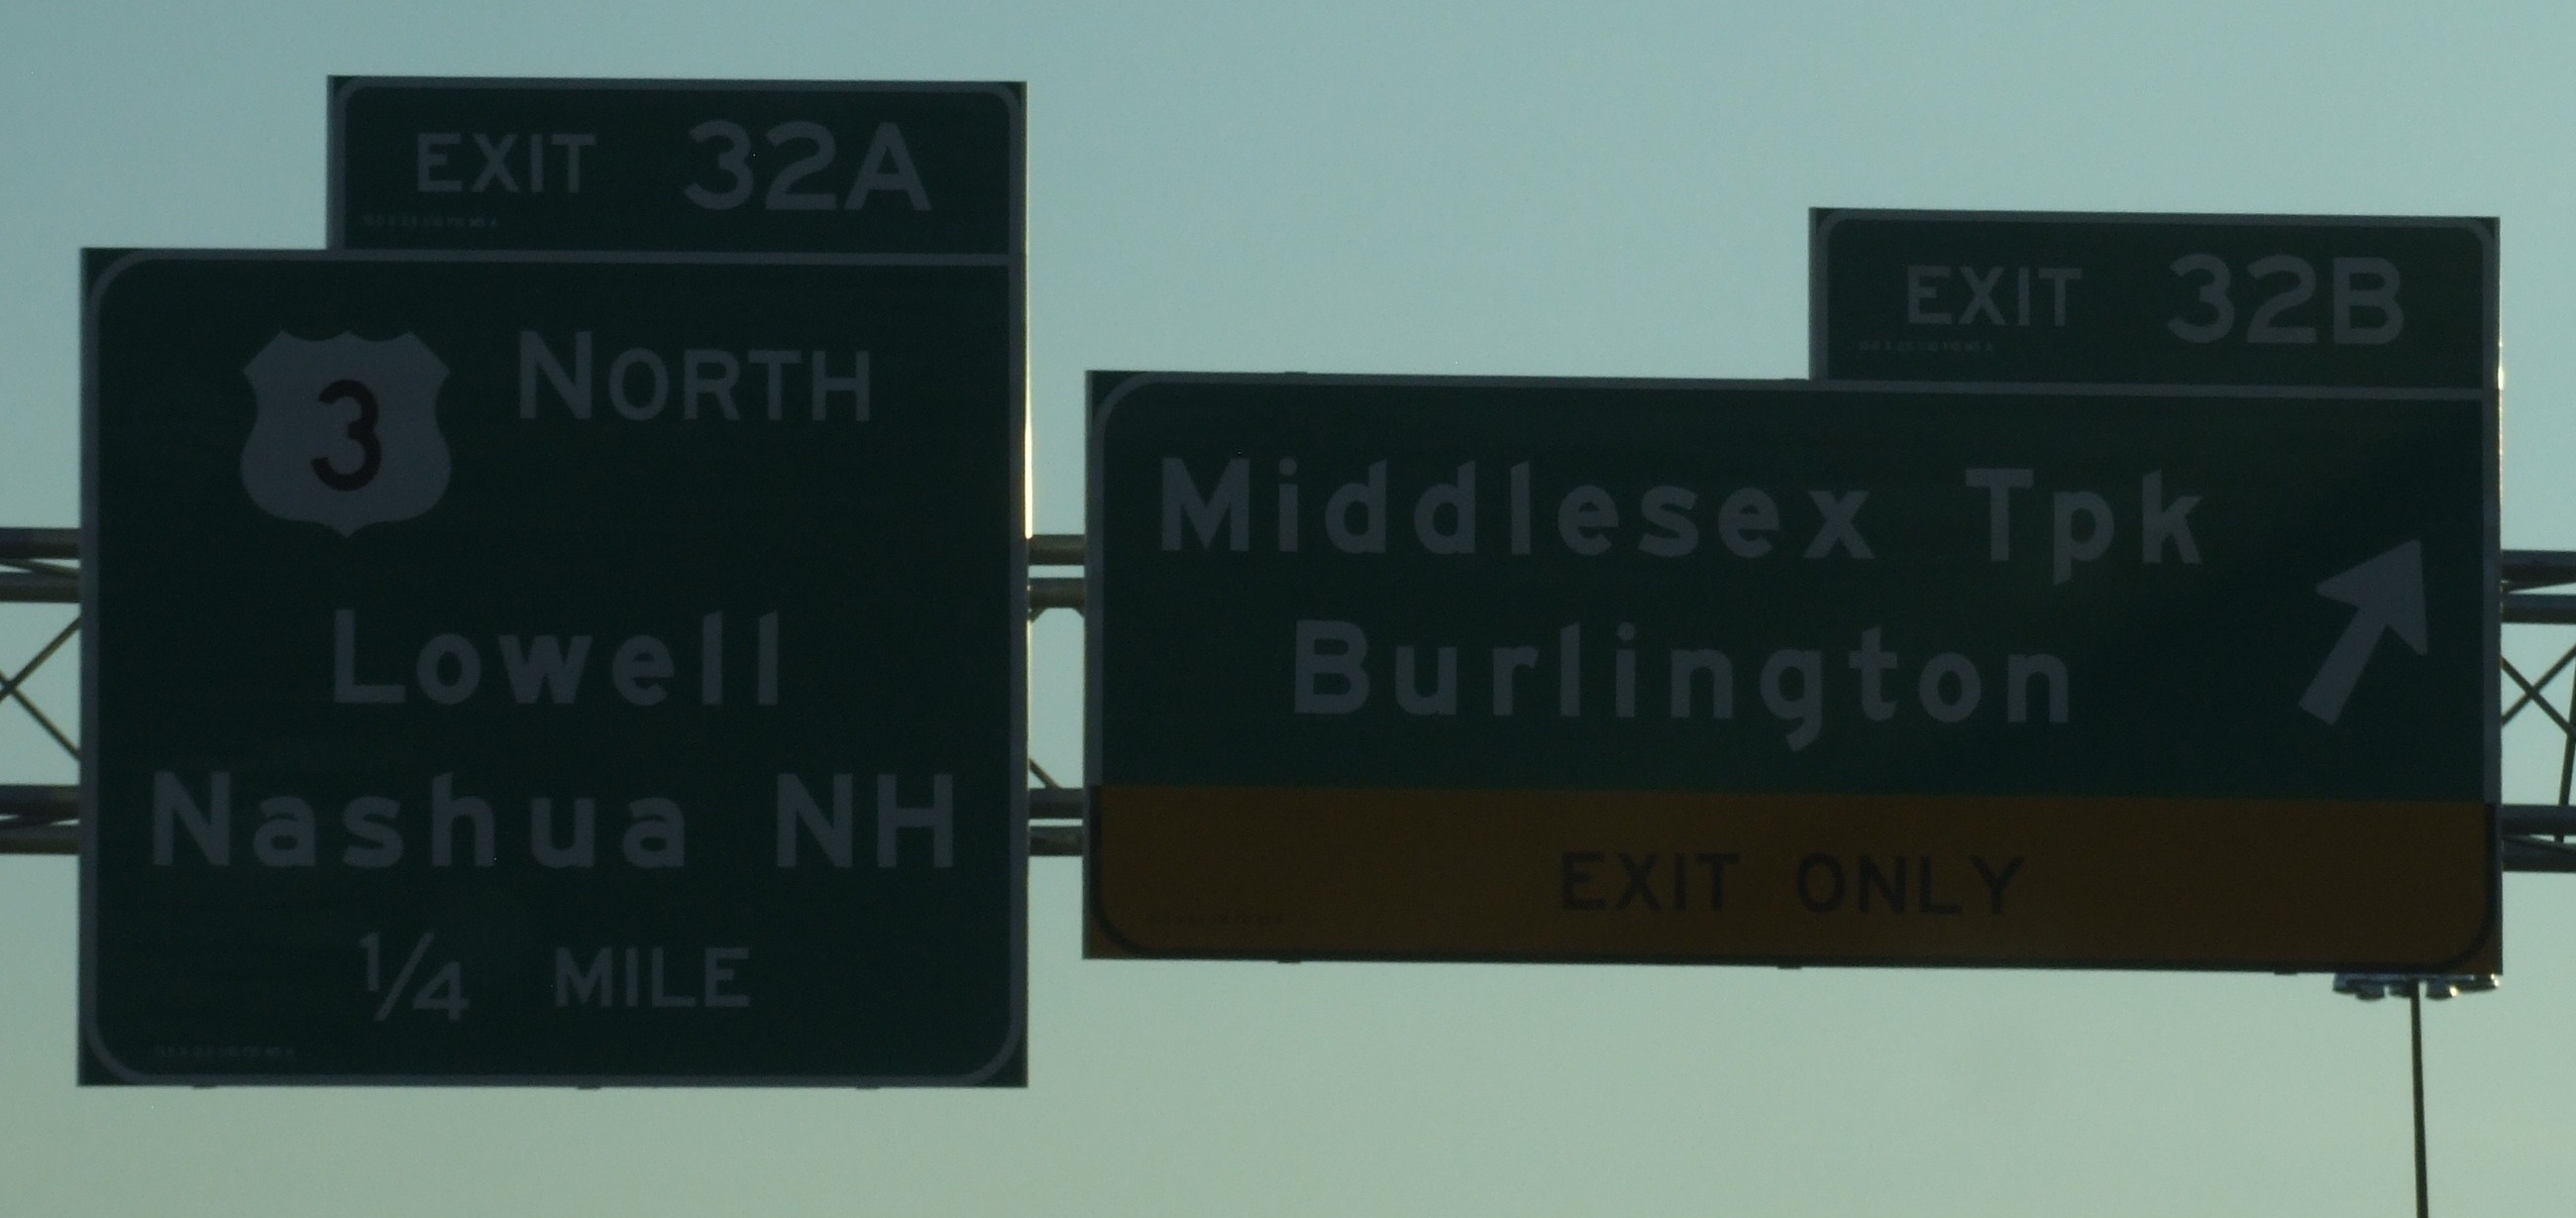 EXIT 32A
3 NORTH
Lowell
Nashua NH
1/4 MILE
EXIT 32B
Middlesex Tpk
Burlington
EXIT ONLY